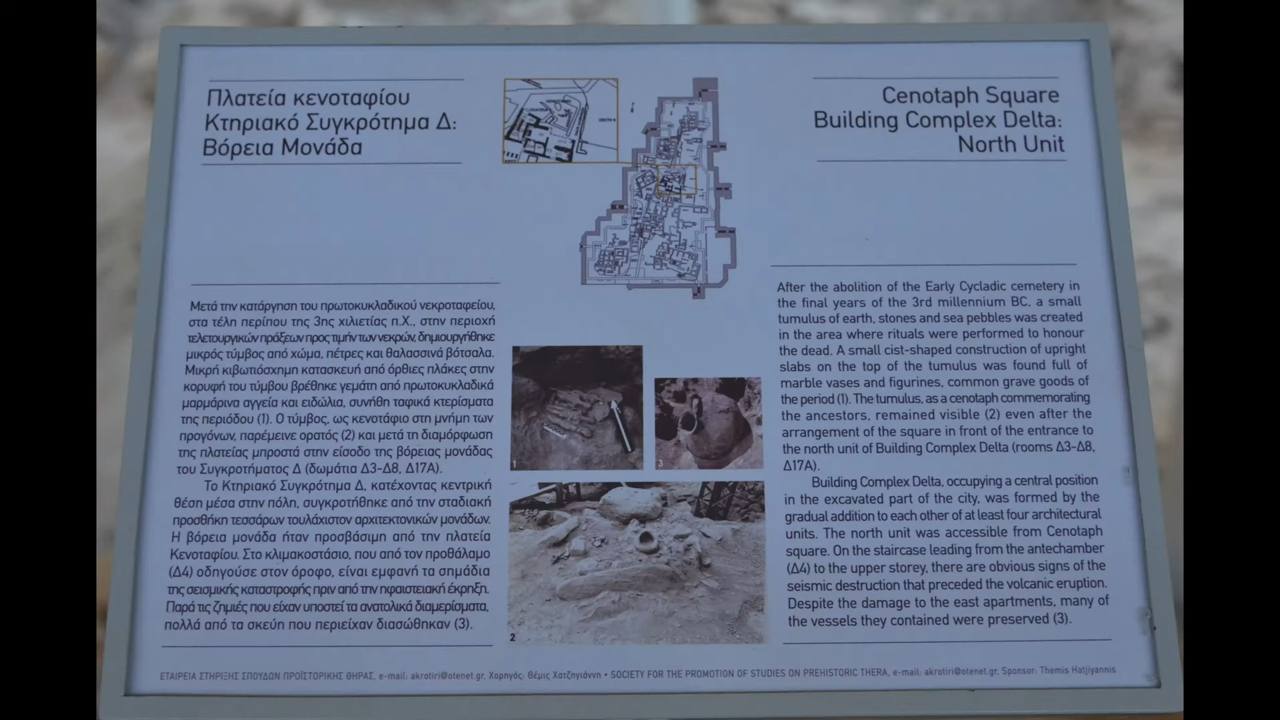 Πλατεία κενοταφίου
Κτηριακό Συγκρότημα Δ:
Βόρεια Μονάδα
Cenotaph Square
Building Complex Delta:
North Unit
Μετά την κατάργηση του πρωτοκυκλαδικού νεκροταφείου,
στα τέλη περίπου της 3ης χιλιετίας π.Χ., στην περιοχή
τελετουργικών πράξεων προς τιμήν των νεκρών, δημιουργήθηκε
μικρός τύμβος από χώμα, πέτρες και θαλασσινά βότσαλα.
Μικρή κιβωτιόσχημη κατασκευή από όρθιες πλάκες στην
κορυφή του τύμβου βρέθηκε γεμάτη από πρωτοκυκλαδικά
μαρμάρινα αγγεία και ειδώλια, συνήθη ταφικά κτερίσματα
της περιόδου (1). Ο τύμβος, ως κενοτάφιο στη μνήμη των
προγόνων, παρέμεινε ορατός (2) και μετά τη διαμόρφωση
της πλατείας μπροστά στην είσοδο της βόρειας μονάδας
του Συγκροτήματος Δ (δωμάτια Δ3-Δ8, Δ17Α).
Το Κτηριακό Συγκρότημα Δ, κατέχοντας κεντρική
θέση μέσα στην πόλη, συγκροτήθηκε από την σταδιακή
προσθήκη τεσσάρων τουλάχιστον αρχιτεκτονικών μονάδων.
Η βόρεια μονάδα ήταν προσβάσιμη από την πλατεία
Κενοταφίου. Στο κλιμακοστάσιο, που από τον προθάλαμο
(Δ4) οδηγούσε στον όροφο, είναι εμφανή τα σημάδια
της σεισμικής καταστροφής πριν από την ηφαιστειακή έκρηξη.
Παρά τις ζημιές που είχαν υποστεί τα ανατολικά διαμερίσματα,
πολλά από τα σκεύη που περιείχαν διασώθηκαν (3).
1
3
2
After the abolition of the Early Cycladic cemetery in
the final years of the 3rd millennium BC, a small
tumulus of earth, stones and sea pebbles was created
in the area where rituals were performed to honour
the dead. A small cist-shaped construction of upright
slabs on the top of the tumulus was found full of
marble vases and figurines, common grave goods of
the period (1). The tumulus, as a cenotaph commemorating
the ancestors, remained visible (2) even after the
arrangement of the square in front of the entrance to
the north unit of Building Complex Delta (rooms Δ3-Δ8,
Δ17Α).
Building Complex Delta, occupying a central position
in the excavated part of the city, was formed by the
gradual addition to each other of at least four architectural
units. The north unit was accessible from Cenotaph
square. On the staircase leading from the antechamber
(Δ4) to the upper storey, there are obvious signs of the
seismic destruction that preceded the volcanic eruption.
Despite the damage to the east apartments, many of
the vessels they contained were preserved (3).
ΕΤΑΙΡΕΙΑ ΣΤΗΡΙΞΗΣ ΣΠΟΥΔΩΝ ΠΡΟΪΣΤΟΡΙΚΗΣ ΘΗΡΑΣ, e-mail: akrotiri@otenet.gr, Χορηγός: Θέμις Χατζηγιάννη • SOCIETY FOR THE PROMOTION OF STUDIES ON PREHISTORIC THERA, e-mail: akrotiri@otenet.gr, Sponsor: Themis Hatjiyannis